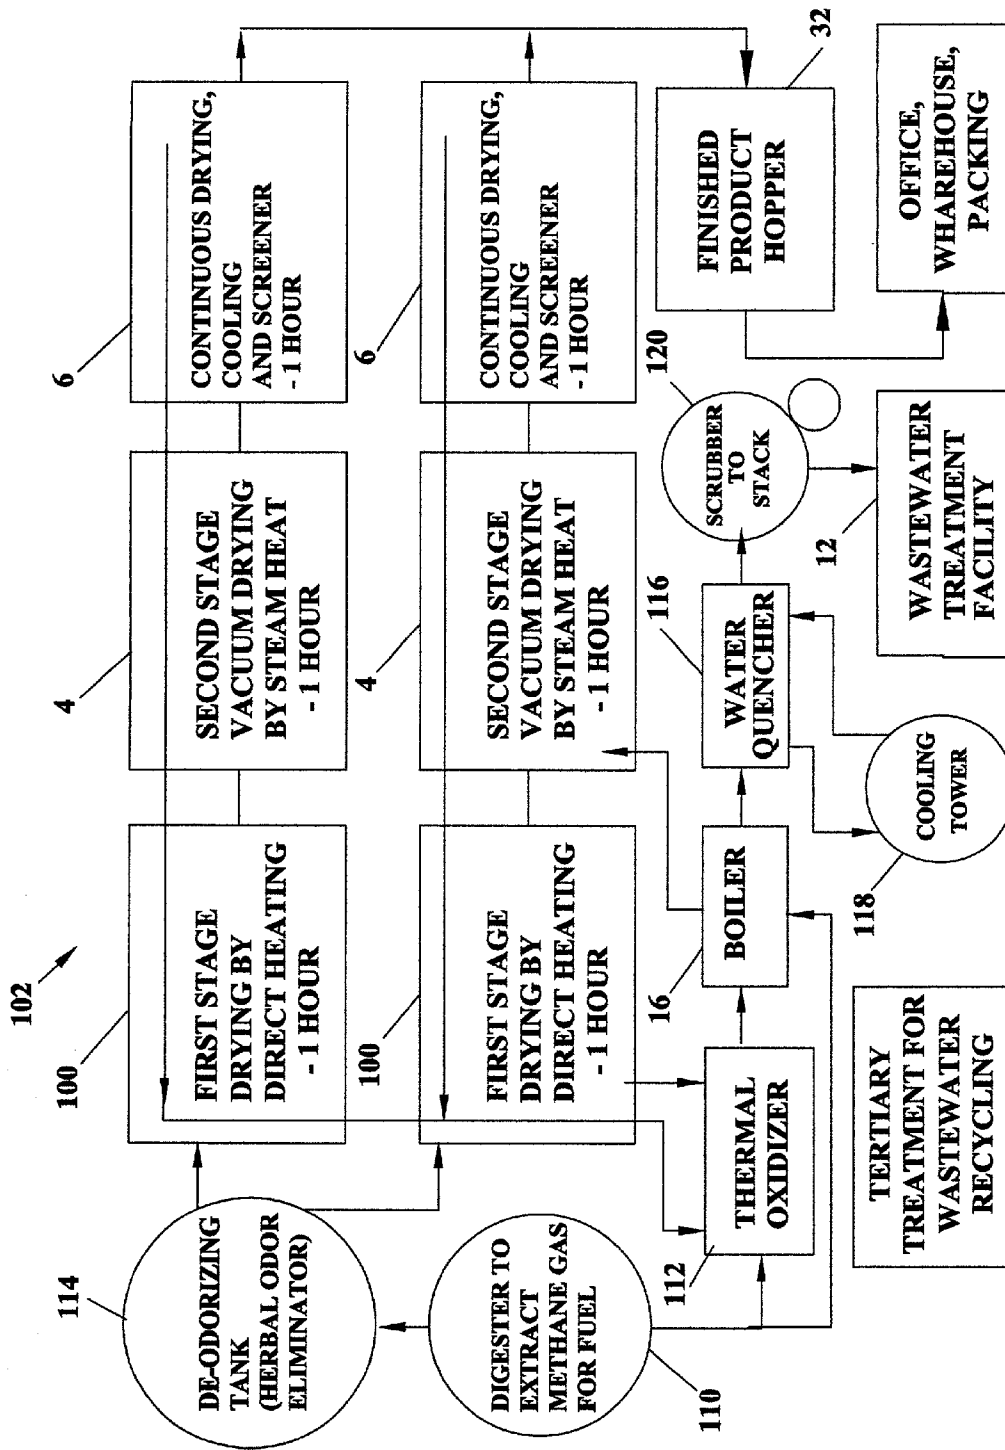 102
100
4
6
114
DE-ODORIZING
TANK
(HERBAL ODOR
ELIMINATOR)
FIRST STAGE
DRYING BY
DIRECT HEATING
- 1 HOUR
SECOND STAGE
VACUUM DRYING
BY STEAM HEAT
- 1 HOUR
CONTINUOUS DRYING,
COOLING
AND SCREENER
- 1 HOUR
100
4
6
DIGESTER TO
EXTRACT
METHANE GAS
FOR FUEL
110
FIRST STAGE
DRYING BY
DIRECT HEATING
- 1 HOUR
SECOND STAGE
VACUUM DRYING
BY STEAM HEAT
- 1 HOUR
CONTINUOUS DRYING,
COOLING
AND SCREENER
- 1 HOUR
112
THERMAL
OXIDIZER
16
BOILER
116
WATER
QUENCHER
120
SCRUBBER
TO
STACK
FINISHED
PRODUCT
HOPPER
32
TERTIARY
TREATMENT FOR
WASTEWATER
RECYCLING
118
COOLING
TOWER
12
WASTEWATER
TREATMENT
FACILITY
OFFICE,
WHAREHOUSE,
PACKING